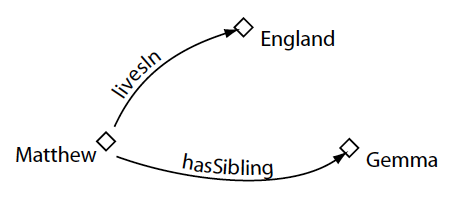 England
livesIn
Matthew
hasSibling
Gemma